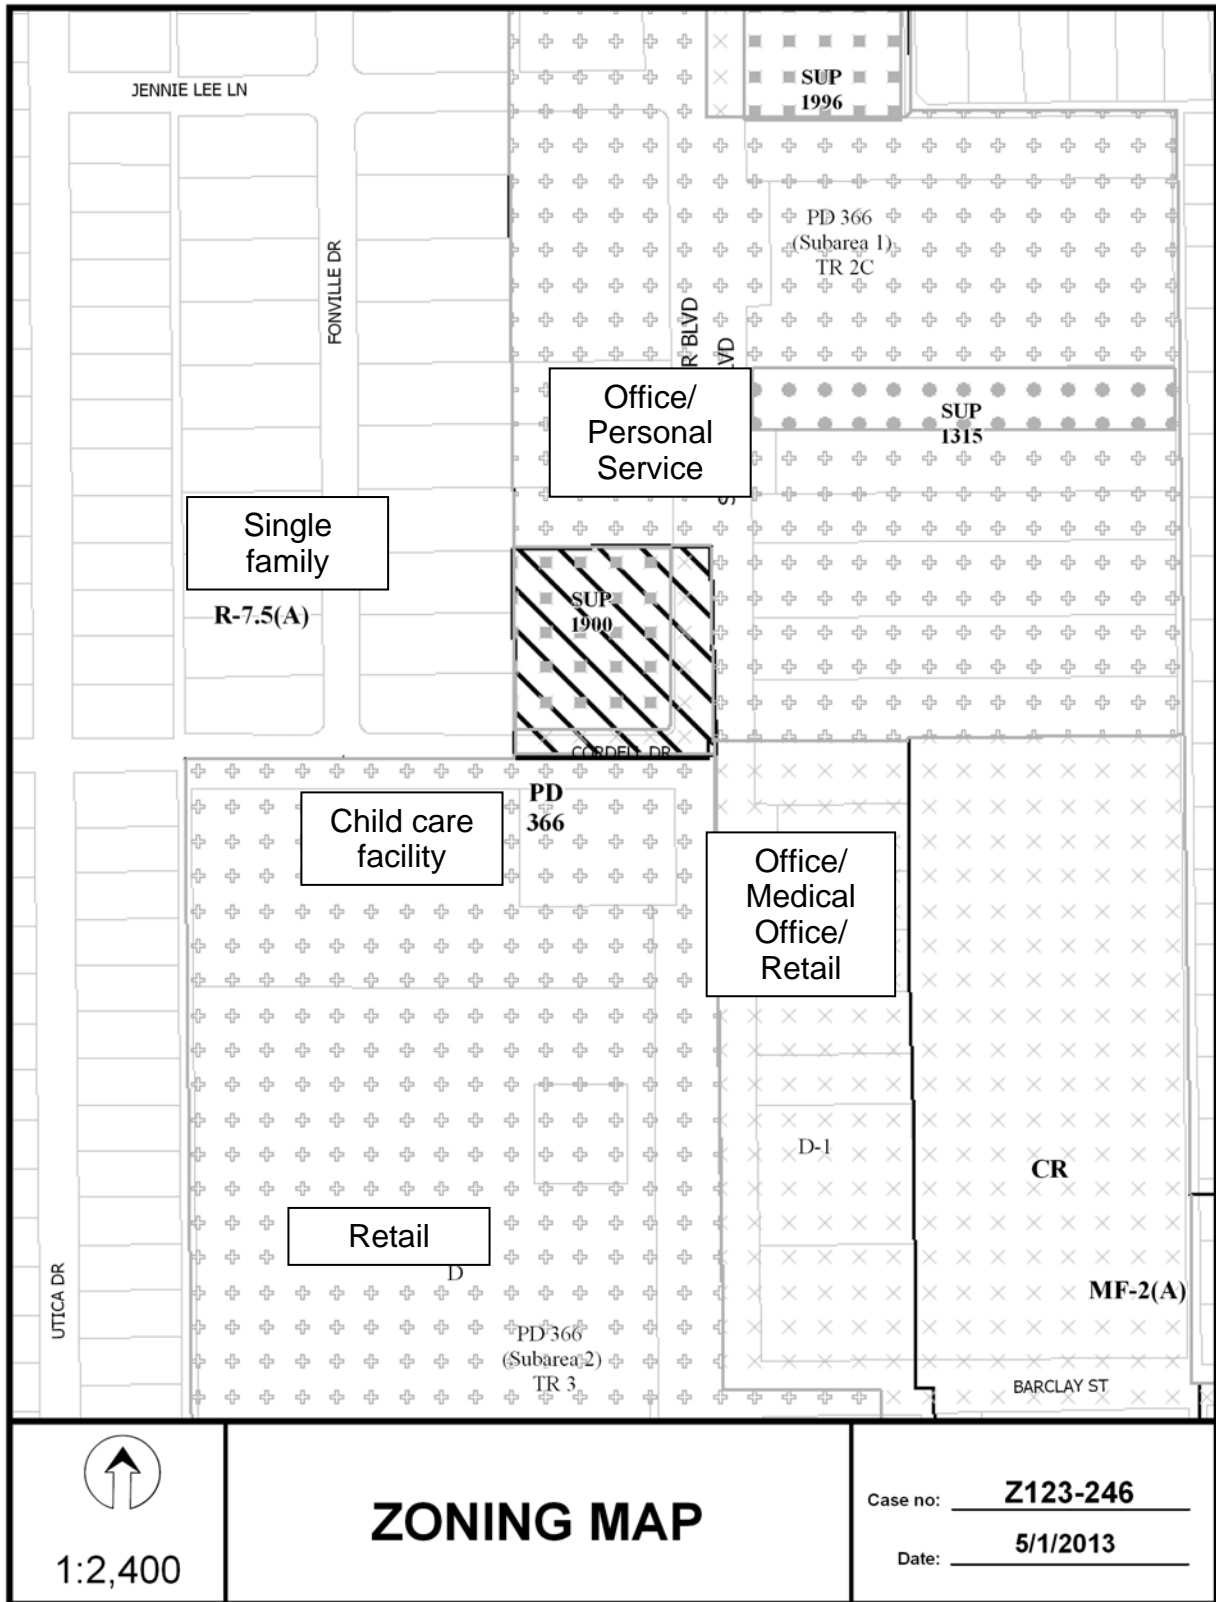 JENNIE LEE LN
SUP
1996
FONVILLE DR
PD 366
(Subarea 1)
TR 2C
R BLVD
LVD
S
Office/
Personal
Service
SUP
1315
Single
family
R-7.5(A)
SUP
1900
CORDELL DR
PD
366
Child care
facility
Office/
Medical
Office/
Retail
D-1
CR
Retail
D
UTICA DR
MF-2(A)
PD 366
(Subarea 2)
TR 3
BARCLAY ST
1:2,400
ZONING MAP
Case no: Z123-246
Date: 5/1/2013